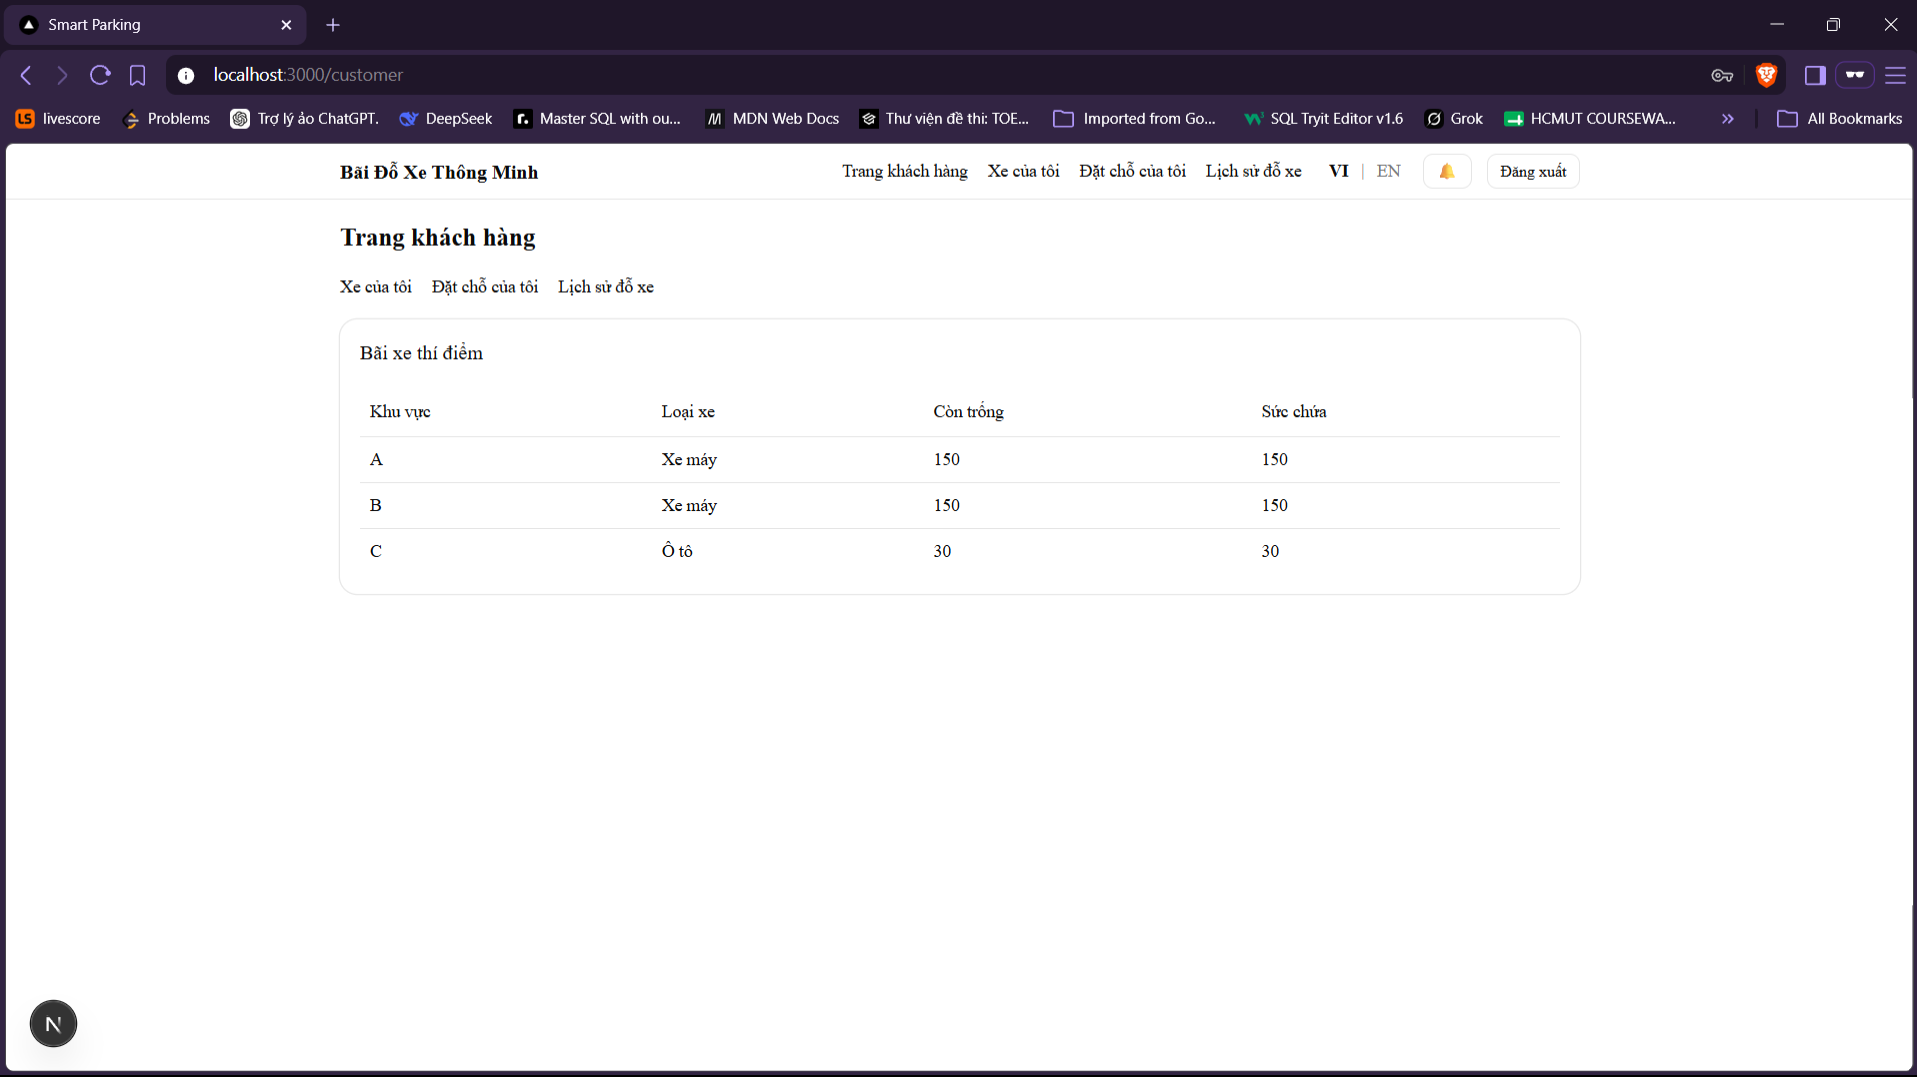 Smart Parking
localhost:3000/customer
livescore Problems Trợ lý ảo ChatGPT. DeepSeek Master SQL with ou... MDN Web Docs Thư viện đề thi: TOE... Imported from Go... SQL Tryit Editor v1.6 Grok HCMUT COURSEWA... » All Bookmarks
Bãi Đỗ Xe Thông Minh Trang khách hàng Xe của tôi Đặt chỗ của tôi Lịch sử đỗ xe VI | EN Đăng xuất
Trang khách hàng
Xe của tôi Đặt chỗ của tôi Lịch sử đỗ xe
Bãi xe thí điểm
Khu vực Loại xe Còn trống Sức chứa
A Xe máy 150 150
B Xe máy 150 150
C Ô tô 30 30
N